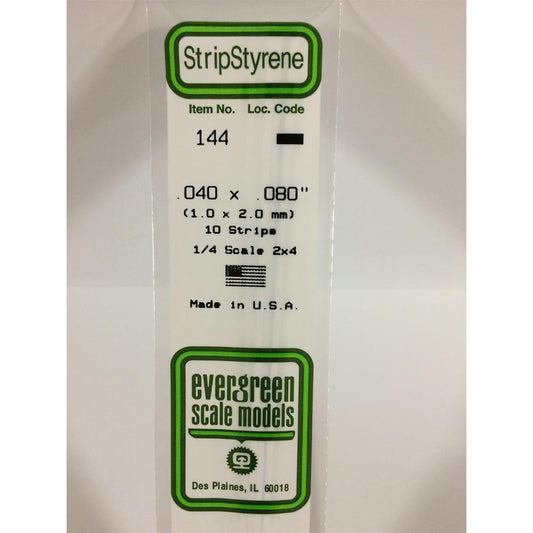 StripStyrene
Item No. Loc. Code
144
.040 x .080"
(1.0 x 2.0 mm)
10 Strips
1/4 Scale 2x4
Made in U.S.A.
evergreen
scale models
Des Plaines, IL 60018